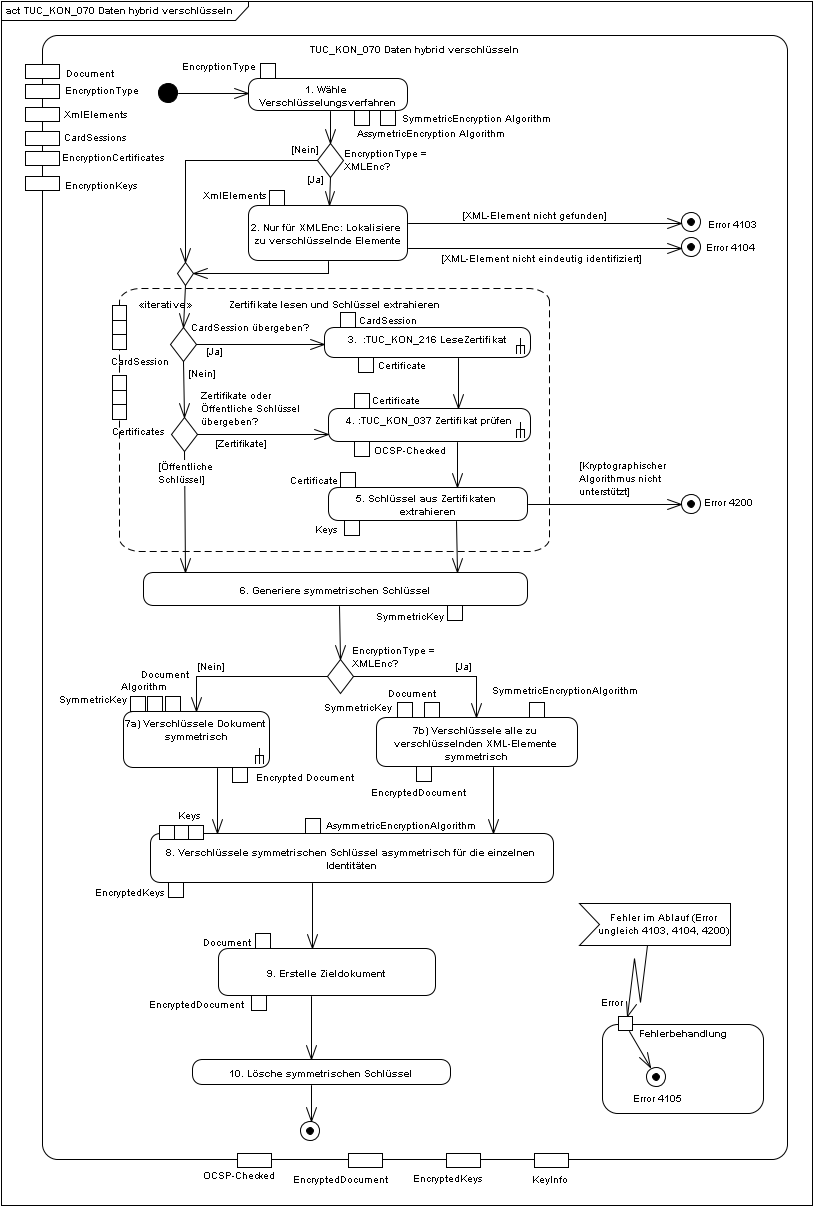 act TUC_KON_070 Daten hybrid verschlüsseln
TUC_KON_070 Daten hybrid verschlüsseln
Document
EncryptionType
XmlElements
CardSessions
EncryptionCertificates
EncryptionKeys
EncryptionType
1. Wähle
Verschlüsselungsverfahren
SymmetricEncryption Algorithm
AssymetricEncryption Algorithm
[Nein]
EncryptionType =
XMLEnc?
[Ja]
XmlElements
2. Nur für XMLEnc: Lokalisiere
zu verschlüsselnde Elemente
[XML-Element nicht gefunden]
Error 4103
Error 4104
[XML-Element nicht eindeutig identifiziert]
«iterative»
Zertifikate lesen und Schlüssel extrahieren
CardSession übergeben?
CardSession
3. :TUC_KON_216 LeseZertifikat
[Ja]
CardSession
Certificate
[Nein]
Zertifikate oder
Öffentliche Schlüssel
übergeben?
Certificate
4. :TUC_KON_037 Zertifikat prüfen
Certificates
[Zertifikate]
OCSP-Checked
[Öffentliche
Schlüssel]
Certificate
5. Schlüssel aus Zertifikaten
extrahieren
Keys
[Kryptographischer
Algorithmus nicht
unterstützt]
Error 4200
6. Generiere symmetrischen Schlüssel
SymmetricKey
EncryptionType =
XMLEnc?
[Nein]
[Ja]
Document
Algorithm
SymmetricKey
7a) Verschlüssele Dokument
symmetrisch
Encrypted Document
Document
SymmetricKey
SymmetricEncryptionAlgorithm
7b) Verschlüssele alle zu
verschlüsselnden XML-Elemente
symmetrisch
EncryptedDocument
Keys
AsymmetricEncryptionAlgorithm
8. Verschlüssele symmetrischen Schlüssel asymmetrisch für die einzelnen
Identitäten
EncryptedKeys
Document
9. Erstelle Zieldokument
EncryptedDocument
10. Lösche symmetrischen Schlüssel
Fehler im Ablauf (Error
ungleich 4103, 4104, 4200)
Error
Fehlerbehandlung
Error 4105
OCSP-Checked
EncryptedDocument
EncryptedKeys
KeyInfo